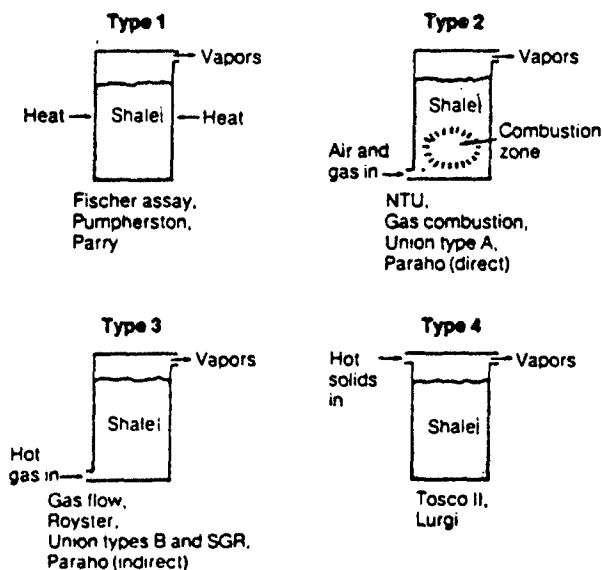 Type 1
Vapors
Heat
Shale
Heat
Fischer assay,
Pumpherston,
Parry
Type 2
Vapors
Shale
Combustion
zone
Air and
gas in
NTU,
Gas combustion,
Union type A,
Paraho (direct)
Type 3
Vapors
Shale
Hot
gas in
Gas flow,
Royster,
Union types B and SGR,
Paraho (indirect)
Type 4
Hot
solids
in
Vapors
Shale
Tosco II,
Lurgi